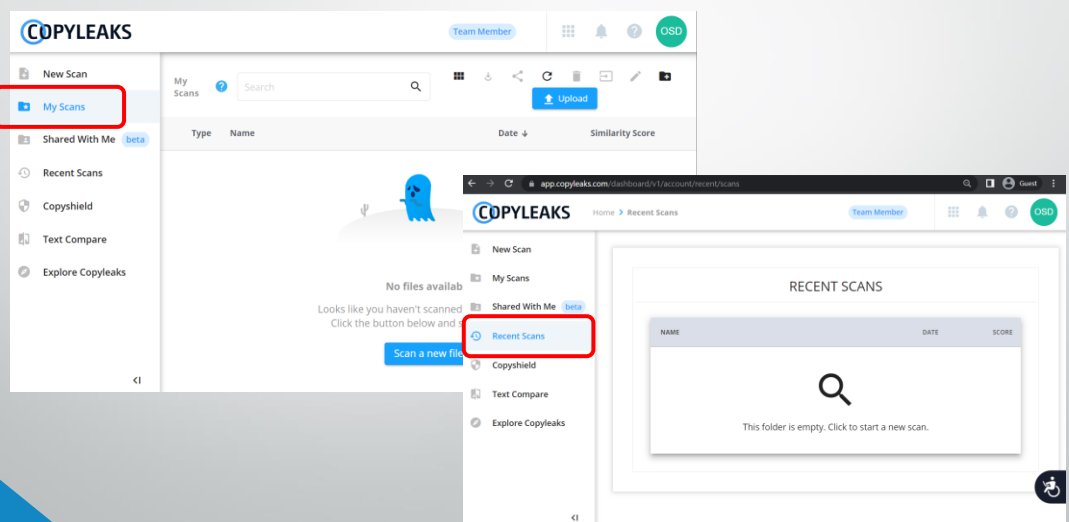 COPYLEAKS
Team Member
OSD
New Scan
My Scans
Shared With Me beta
Recent Scans
Copyshield
Text Compare
Explore Copyleaks
My
Scans
?
Search
Upload
Type Name Date ↓ Similarity Score
No files availab
Looks like you haven't scanned
Click the button below and s
Scan a new file
app.copyleaks.com/dashboard/v1/account/recent/scans
Guest
COPYLEAKS
Home > Recent Scans
Team Member
?
OSD
New Scan
My Scans
Shared With Me beta
Recent Scans
Copyshield
Text Compare
Explore Copyleaks
RECENT SCANS
NAME DATE SCORE
This folder is empty. Click to start a new scan.